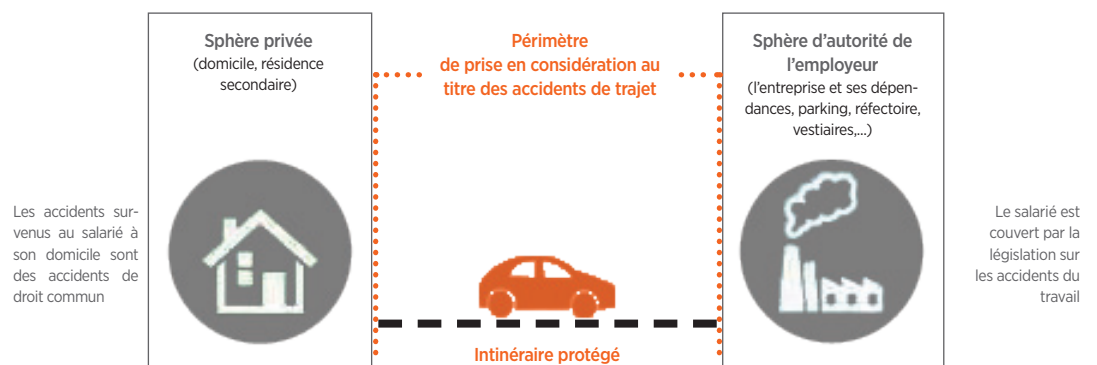 Sphère privée
(domicile, résidence
secondaire)
Les accidents sur-
venus au salarié à
son domicile sont
des accidents de
droit commun
Périmètre
de prise en considération au
titre des accidents de trajet
Intinéraire protégé
Sphère d’autorité de
l’employeur
(l’entreprise et ses dépen-
dances, parking, réfectoire,
vestiaires,...)
Le salarié est
couvert par la
législation sur
les accidents du
travail